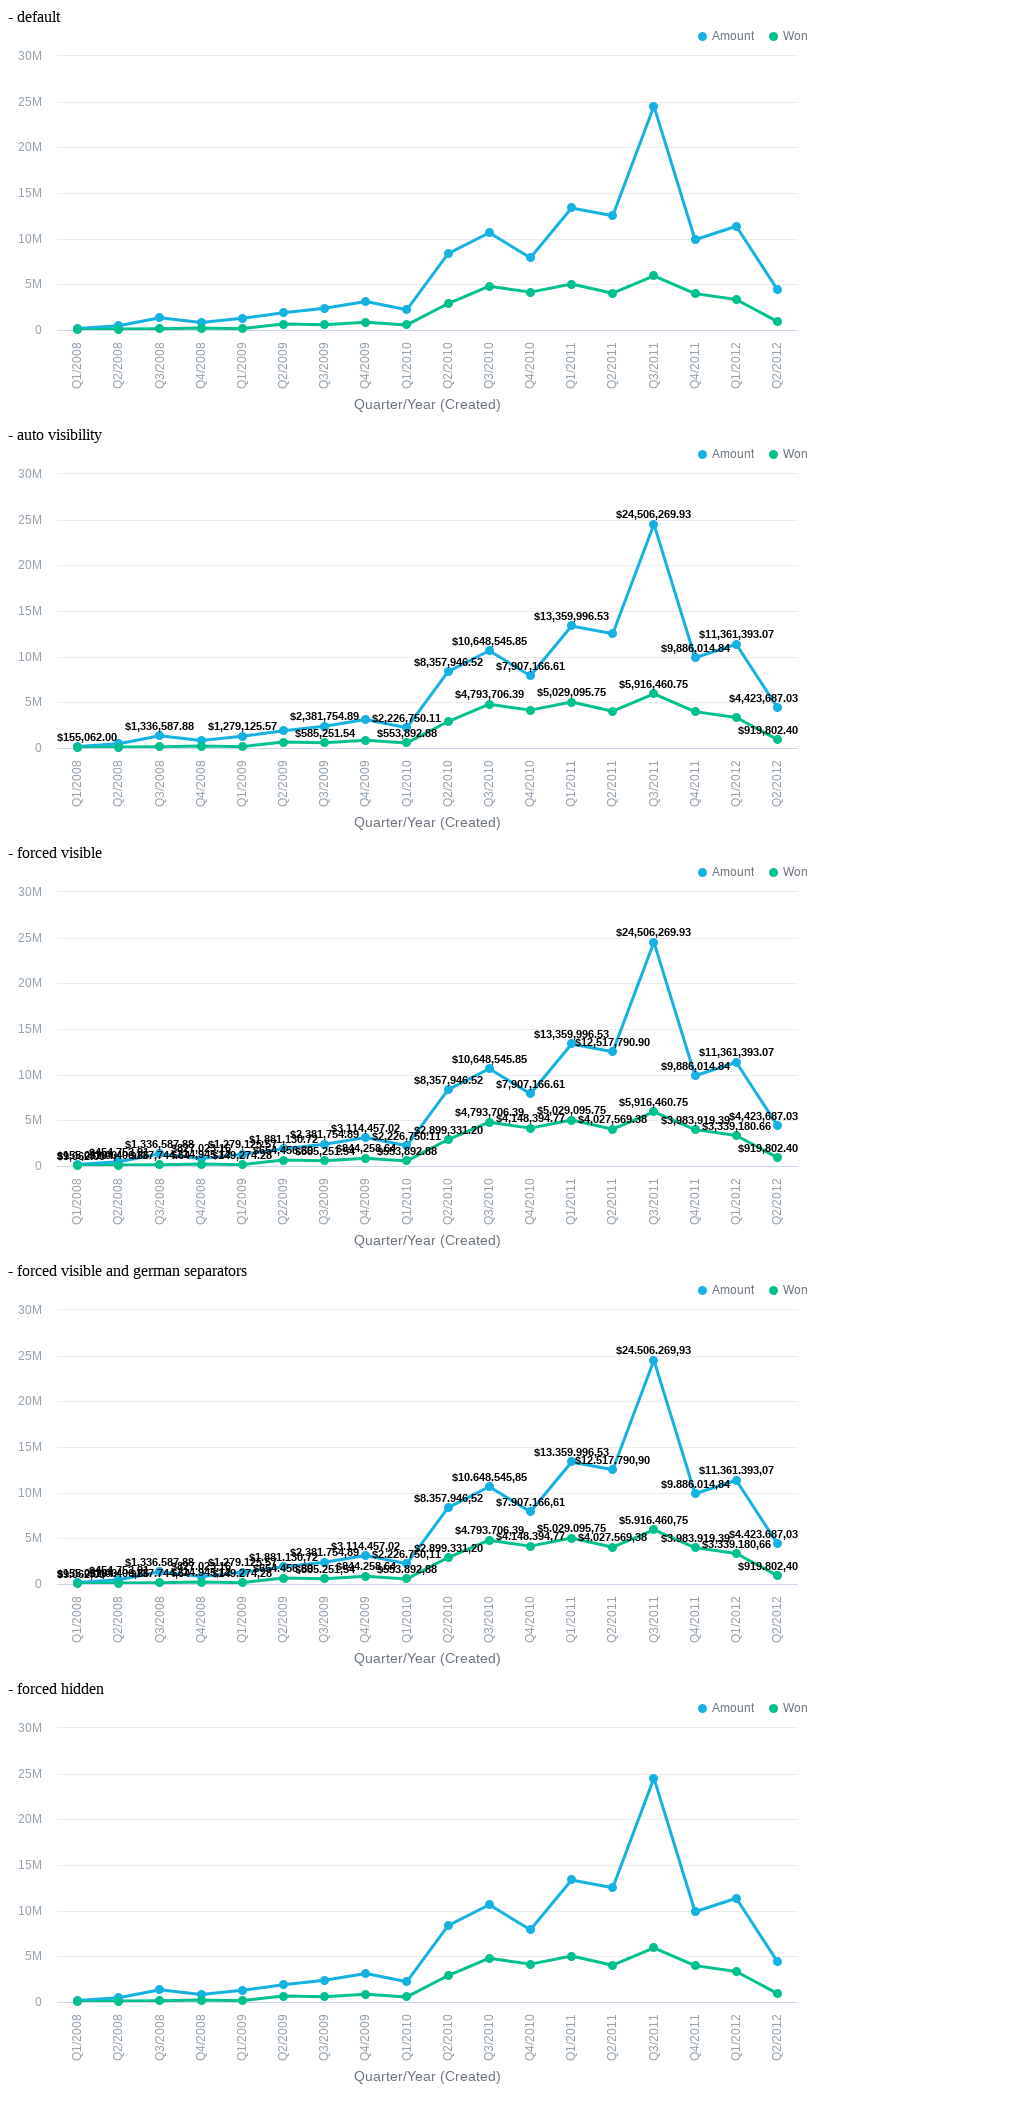 - default
Amount Won
30M
25M
20M
15M
10M
5M
0
Q1/2008 Q2/2008 Q3/2008 Q4/2008 Q1/2009 Q2/2009 Q3/2009 Q4/2009 Q1/2010 Q2/2010 Q3/2010 Q4/2010 Q1/2011 Q2/2011 Q3/2011 Q4/2011 Q1/2012 Q2/2012
Quarter/Year (Created)
- auto visibility
Amount Won
30M
25M
$24,506,269.93
20M
15M
$13,359,996.53
$11,361,393.07
$10,648,545.85
10M
$9,886,014.84
$8,357,946.52 $7,907,166.61
5M
$5,916,460.75
$4,793,706.39 $5,029,095.75
$4,423,687.03
$2,381,754.89 $2,226,750.11
$1,336,587.88 $1,279,125.57
$155,062.00 $585,251.54 $553,892.88 $919,802.40
0
Q1/2008 Q2/2008 Q3/2008 Q4/2008 Q1/2009 Q2/2009 Q3/2009 Q4/2009 Q1/2010 Q2/2010 Q3/2010 Q4/2010 Q1/2011 Q2/2011 Q3/2011 Q4/2011 Q1/2012 Q2/2012
Quarter/Year (Created)
- forced visible
Amount Won
30M
25M
$24,506,269.93
20M
15M
$13,359,996.53
$12,517,790.90
$11,361,393.07
$10,648,545.85
10M
$9,886,014.84
$8,357,946.52 $7,907,166.61
5M
$5,916,460.75
$4,793,706.39 $5,029,095.75
$4,148,394.77 $4,027,569.38 $3,983,919.39 $4,423,687.03
$3,339,180.66
$3,114,457.02 $2,899,331.20
$2,381,754.89 $2,226,750.11
$1,336,587.88 $1,279,125.57 $1,881,130.72
$585,251.54 $553,892.88 $919,802.40
$149,274.28
0
Q1/2008 Q2/2008 Q3/2008 Q4/2008 Q1/2009 Q2/2009 Q3/2009 Q4/2009 Q1/2010 Q2/2010 Q3/2010 Q4/2010 Q1/2011 Q2/2011 Q3/2011 Q4/2011 Q1/2012 Q2/2012
Quarter/Year (Created)
- forced visible and german separators
Amount Won
30M
25M
$24.506.269,93
20M
15M
$13.359.996,53
$12.517.790,90
$11.361.393,07
$10.648.545,85
10M
$9.886.014,84
$8.357.946,52 $7.907.166,61
5M
$5.916.460,75
$4.793.706,39 $5.029.095,75
$4.148.394,77 $4.027.569,38 $3.983.919,39 $4.423.687,03
$3.339.180,66
$3.114.457,02 $2.899.331,20
$2.381.754,89 $2.226.750,11
$1.336.587,88 $1.279.125,57 $1.881.130,72
$585.251,54 $553.892,88 $919.802,40
$149.274,28
0
Q1/2008 Q2/2008 Q3/2008 Q4/2008 Q1/2009 Q2/2009 Q3/2009 Q4/2009 Q1/2010 Q2/2010 Q3/2010 Q4/2010 Q1/2011 Q2/2011 Q3/2011 Q4/2011 Q1/2012 Q2/2012
Quarter/Year (Created)
- forced hidden
Amount Won
30M
25M
20M
15M
10M
5M
0
Q1/2008 Q2/2008 Q3/2008 Q4/2008 Q1/2009 Q2/2009 Q3/2009 Q4/2009 Q1/2010 Q2/2010 Q3/2010 Q4/2010 Q1/2011 Q2/2011 Q3/2011 Q4/2011 Q1/2012 Q2/2012
Quarter/Year (Created)